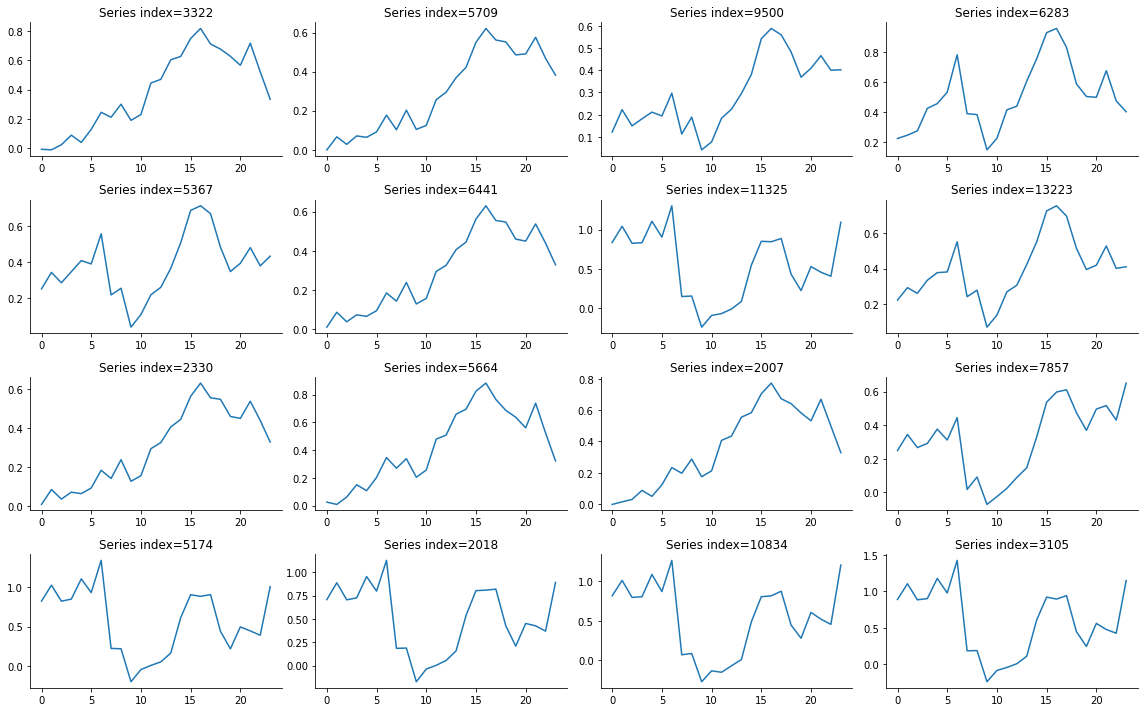 Series index=3322
0.8
0.6
0.4
0.2
0.0
0 5 10 15 20
Series index=5709
0.6
0.4
0.2
0.0
0 5 10 15 20
Series index=9500
0.6
0.5
0.4
0.3
0.2
0.1
0 5 10 15 20
Series index=6283
0.8
0.6
0.4
0.2
0 5 10 15 20
Series index=5367
0.6
0.4
0.2
0 5 10 15 20
Series index=6441
0.6
0.4
0.2
0.0
0 5 10 15 20
Series index=11325
1.0
0.5
0.0
0 5 10 15 20
Series index=13223
0.6
0.4
0.2
0 5 10 15 20
Series index=2330
0.6
0.4
0.2
0.0
0 5 10 15 20
Series index=5664
0.8
0.6
0.4
0.2
0.0
0 5 10 15 20
Series index=2007
0.8
0.6
0.4
0.2
0.0
0 5 10 15 20
Series index=7857
0.6
0.4
0.2
0.0
0 5 10 15 20
Series index=5174
1.0
0.5
0.0
0 5 10 15 20
Series index=2018
1.00
0.75
0.50
0.25
0.00
0 5 10 15 20
Series index=10834
1.0
0.5
0.0
0 5 10 15 20
Series index=3105
1.5
1.0
0.5
0.0
0 5 10 15 20